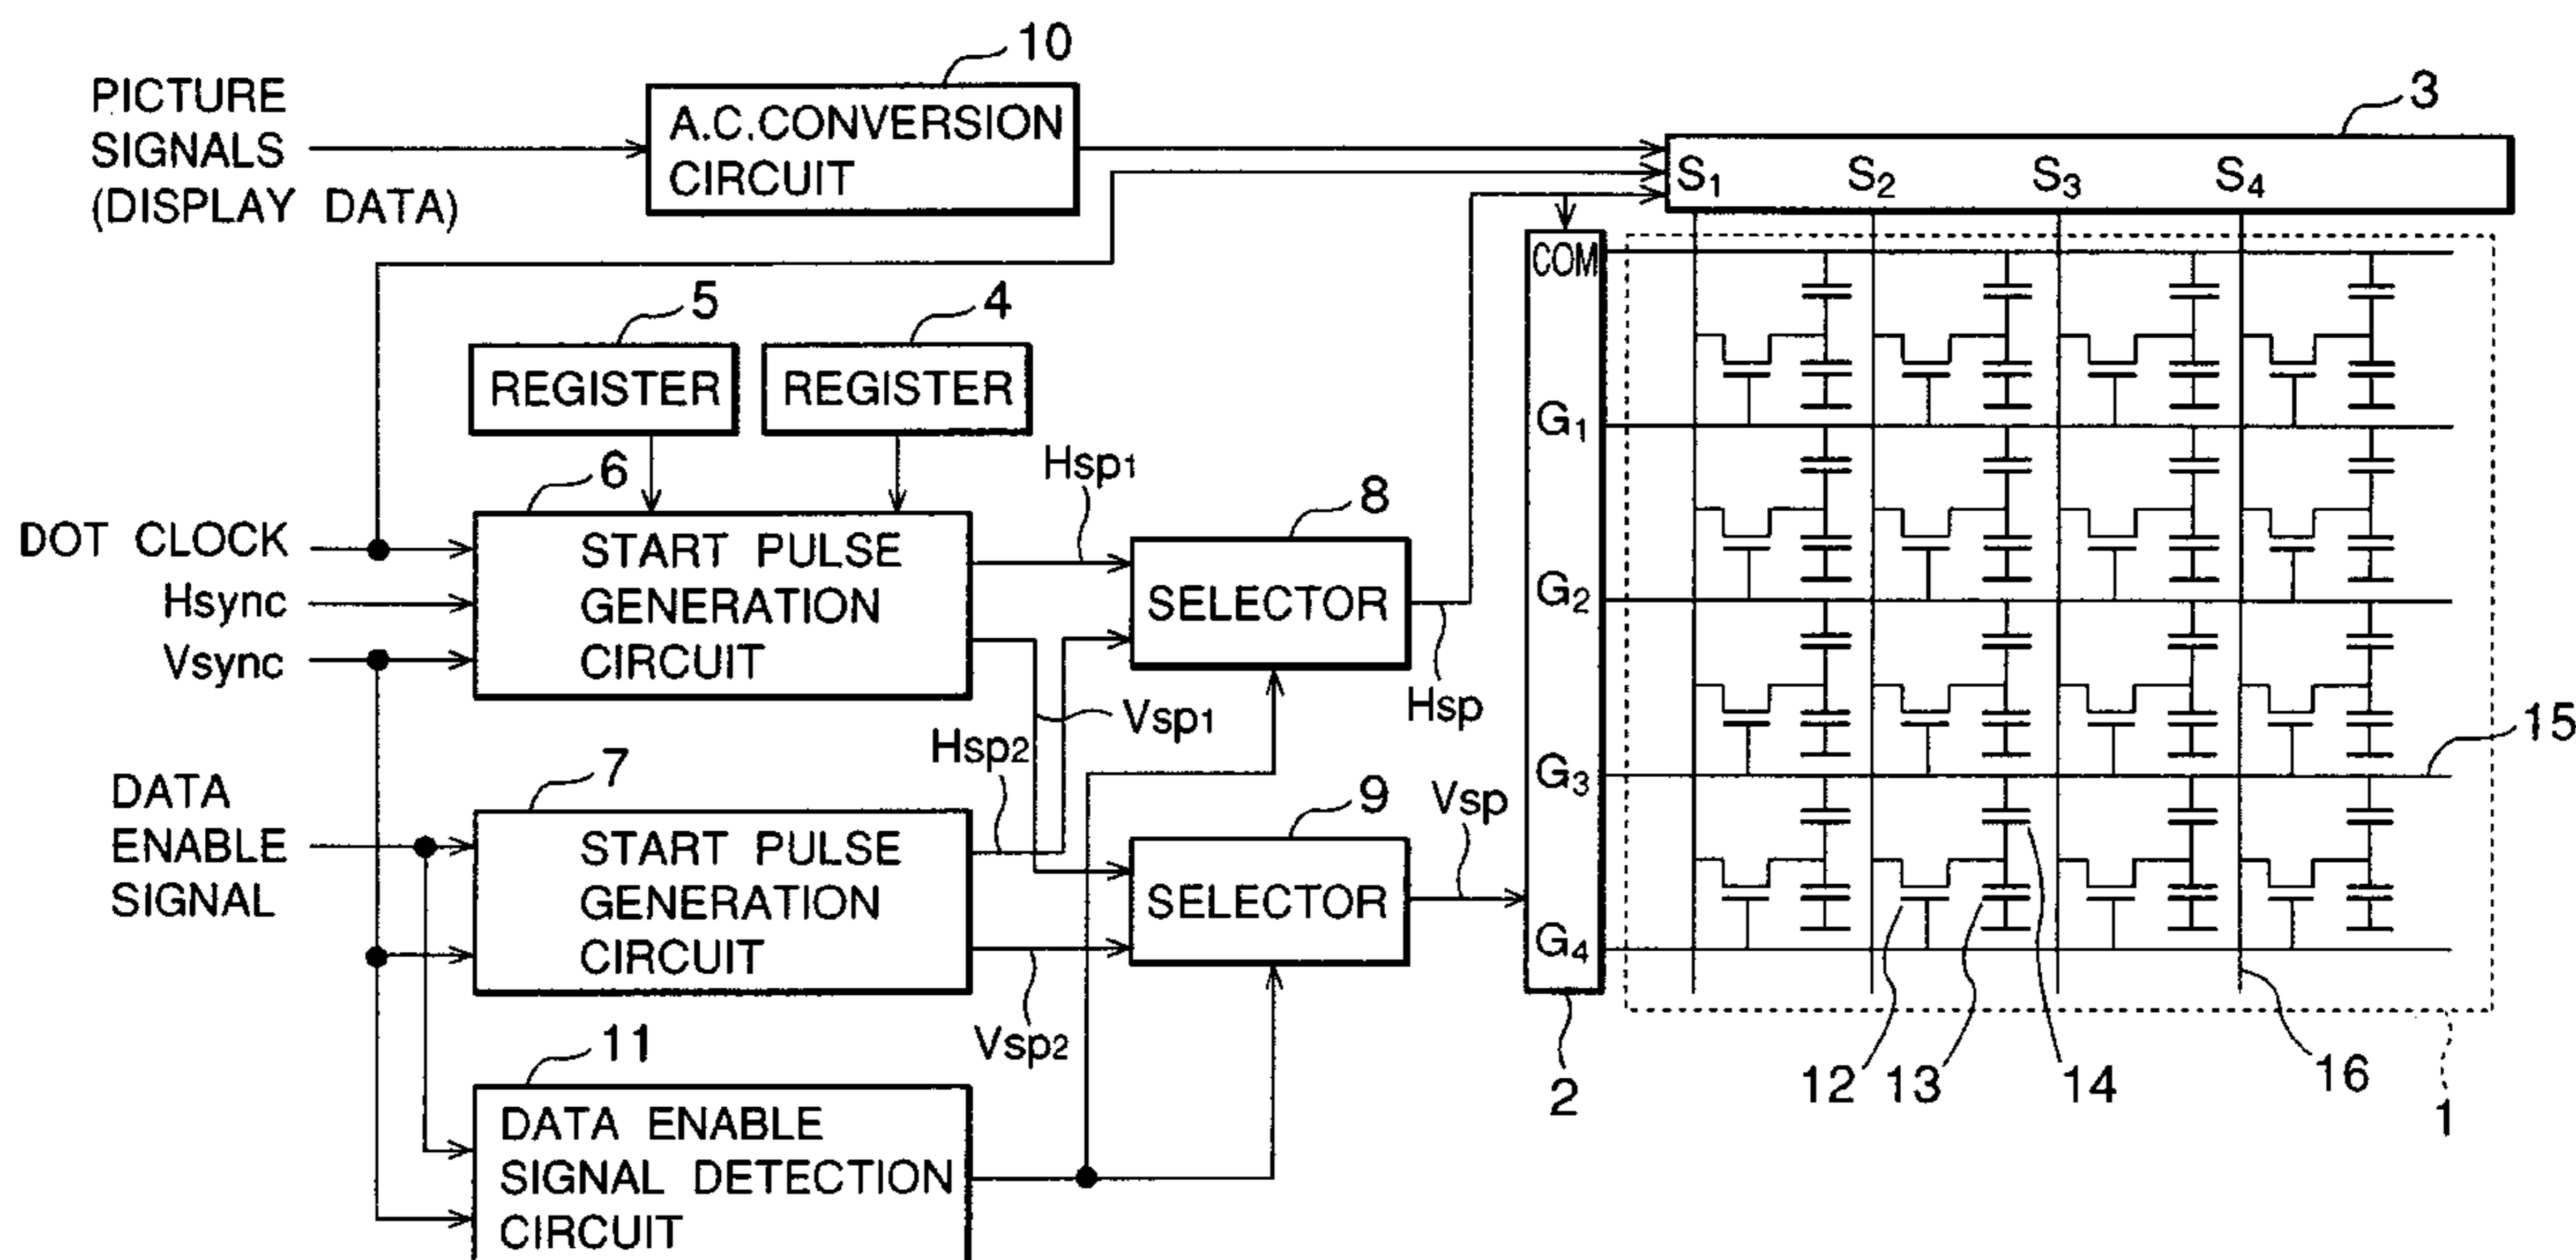 10
PICTURE
SIGNALS
(DISPLAY DATA)
A.C.CONVERSION
CIRCUIT
3
S1 S2 S3 S4
COM
G1
G2
G3
G4
5
4
REGISTER
REGISTER
6
DOT CLOCK
Hsync
Vsync
START PULSE
GENERATION
CIRCUIT
Hsp1
8
SELECTOR
Hsp
Vsp1
Hsp2
7
DATA
ENABLE
SIGNAL
START PULSE
GENERATION
CIRCUIT
9
SELECTOR
Vsp
Vsp2
11
DATA ENABLE
SIGNAL DETECTION
CIRCUIT
15
2
12
13
14
16
1